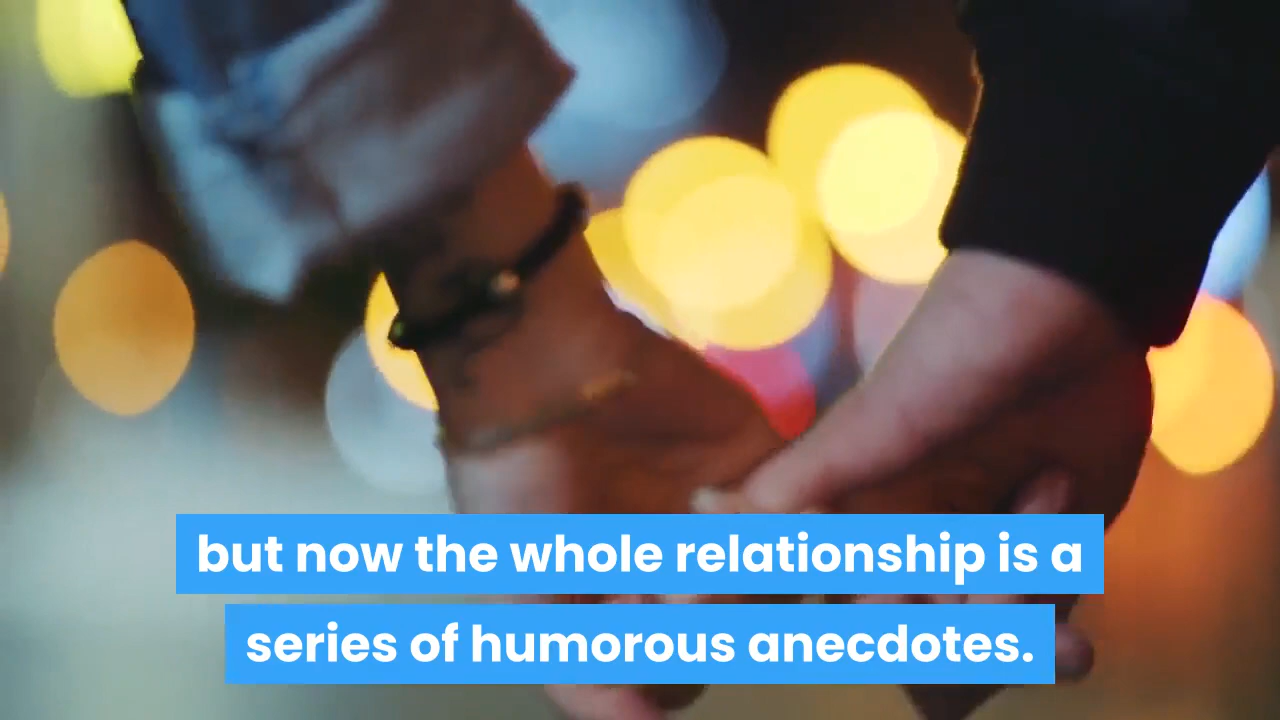 but now the whole relationship is a
series of humorous anecdotes.